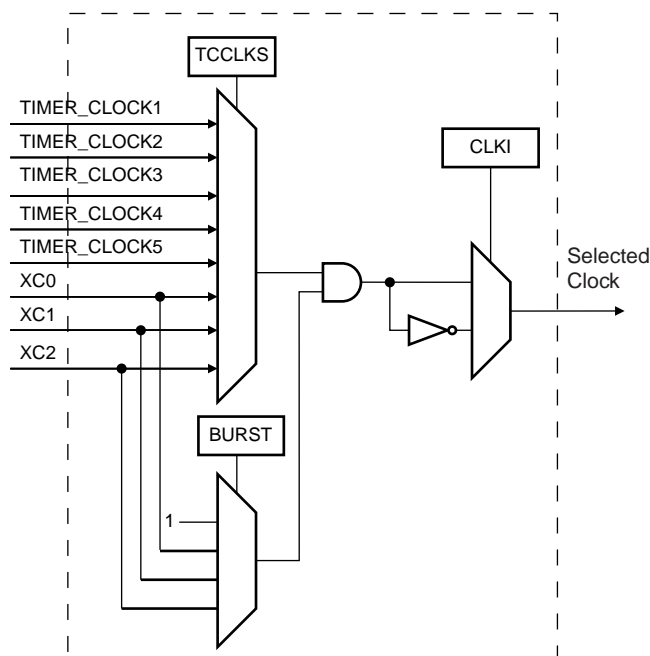 TCCLKS
TIMER_CLOCK1
TIMER_CLOCK2
TIMER_CLOCK3
TIMER_CLOCK4
TIMER_CLOCK5
XC0
XC1
XC2
CLKI
Selected
Clock
BURST
1